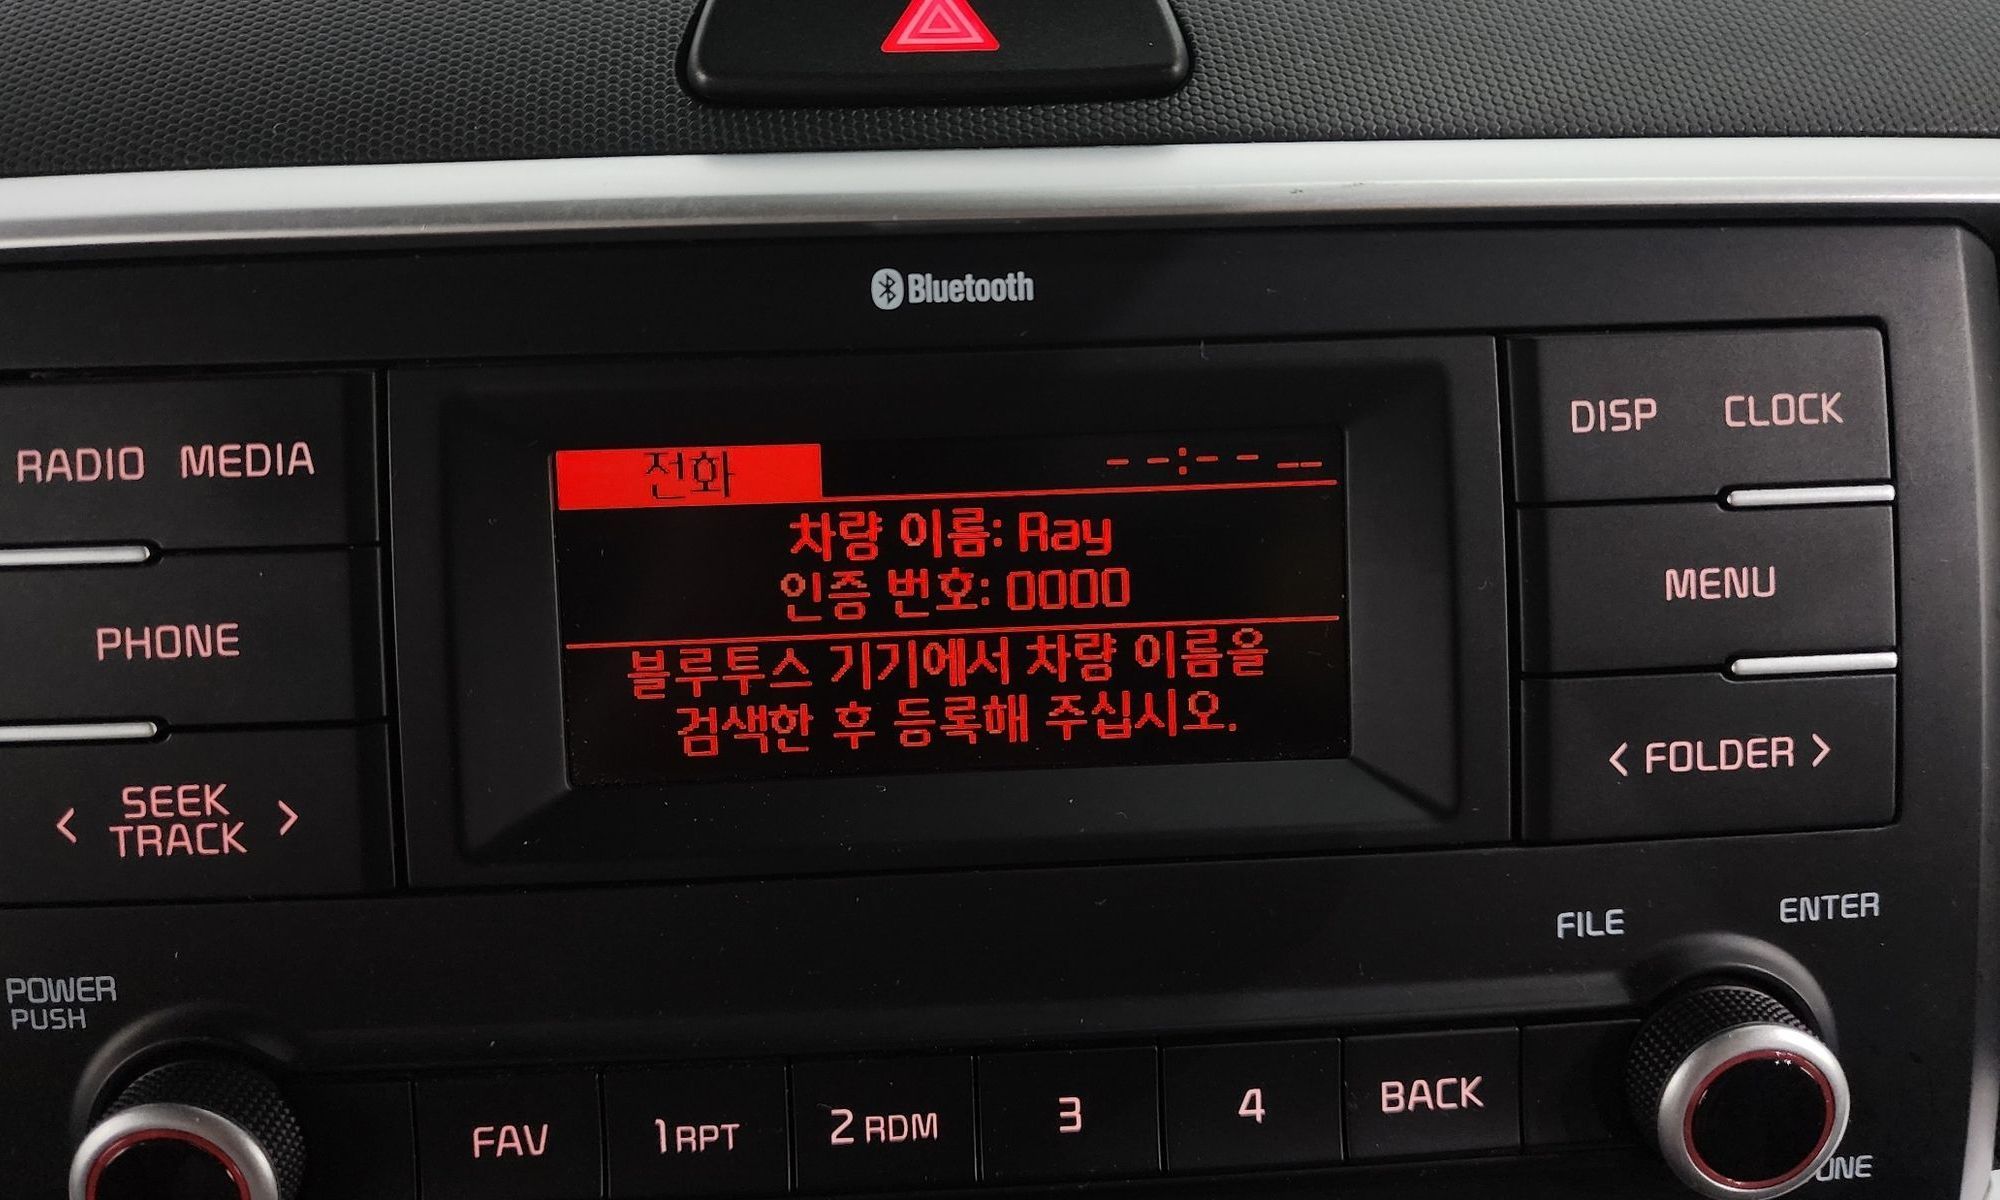 Bluetooth
RADIO MEDIA
PHONE
< SEEK TRACK >
전화 --:-- --
차량 이름: Ray
인증 번호: 0000
블루투스 기기에서 차량 이름을
검색한 후 등록해 주십시오.
DISP CLOCK
MENU
< FOLDER >
FILE ENTER
POWER
PUSH
FAV 1 RPT 2 RDM 3 4 BACK